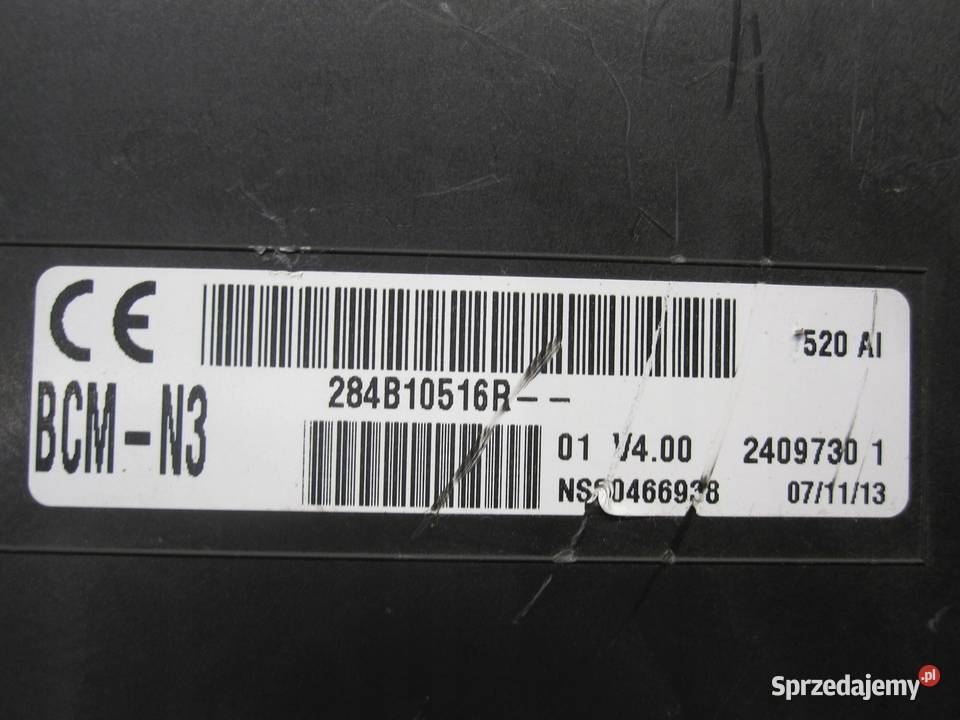 CE
520 AI
284B10516R--
BCM-N3
01 V4.00 2409730 1
07/11/13
Sprzedajemy.pl